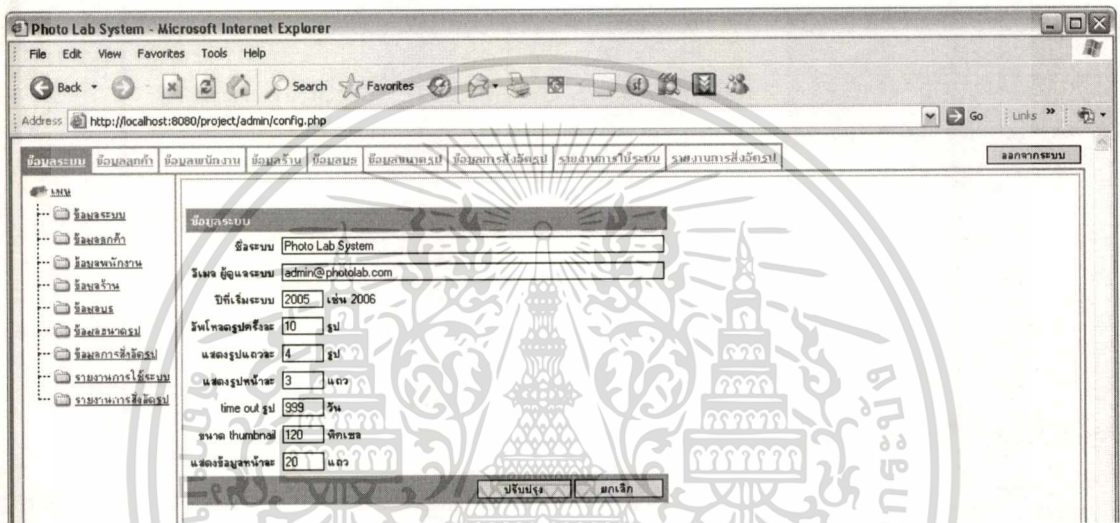 Photo Lab System - Microsoft Internet Explorer
File Edit View Favorites Tools Help
Back Search Favorites
Address http://localhost:8080/project/admin/config.php Go Links »
ข้อมูลระบบ ข้อมูลลูกค้า ข้อมูลพนักงาน ข้อมูลร้าน ข้อมูลขนาดรูป ข้อมูลการสั่งอัดรูป รายงานการใช้ระบบ รายงานการสั่งอัดรูป ออกจากระบบ
เมนู
ข้อมูลระบบ
ข้อมูลลูกค้า
ข้อมูลพนักงาน
ข้อมูลร้าน
ข้อมูลขนาดรูป
ข้อมูลการสั่งอัดรูป
รายงานการใช้ระบบ
รายงานการสั่งอัดรูป
ข้อมูลระบบ
ชื่อระบบ Photo Lab System
อีเมล ผู้ดูแลระบบ admin@photolab.com
ปีที่เริ่มระบบ 2005 เช่น 2006
อัพโหลดรูปครั้งละ 10 รูป
แสดงรูปแถวละ 4 รูป
แสดงรูปหน้าละ 3 แถว
time out รูป 999 วัน
ขนาด thumbnail 120 พิกเซล
แสดงข้อมูลหน้าละ 20 แถว
ปรับปรุง ยกเลิก